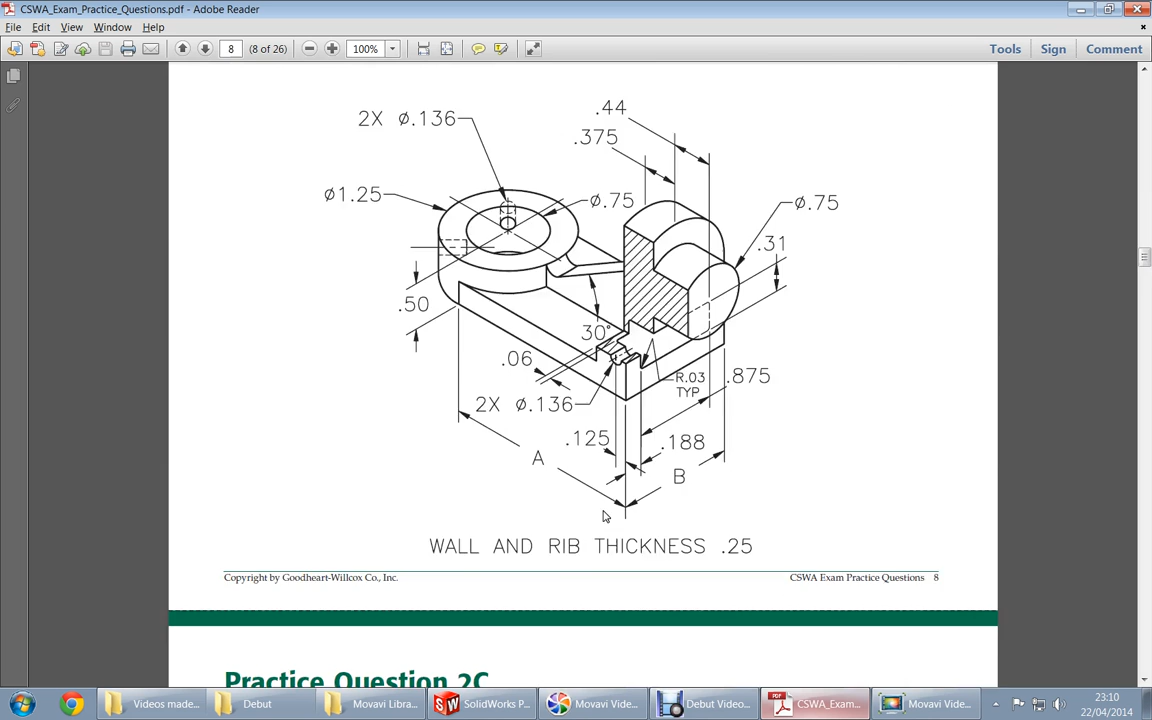 CSWA_Exam_Practice_Questions.pdf - Adobe Reader
File Edit View Window Help
8 (8 of 26) 100% Tools Sign Comment
.44
2X ⌀.136
.375
⌀1.25
⌀.75
⌀.75
.31
.50
30°
.06
R.03
TYP
.875
2X ⌀.136
.125
.188
A
B
WALL AND RIB THICKNESS .25
Copyright by Goodheart-Willcox Co., Inc. CSWA Exam Practice Questions 8
Practice Question 2C
Videos made... Debut Movavi Libra... SolidWorks P... Movavi Vide... Debut Video... CSWA_Exam... Movavi Vide... 23:10
22/04/2014